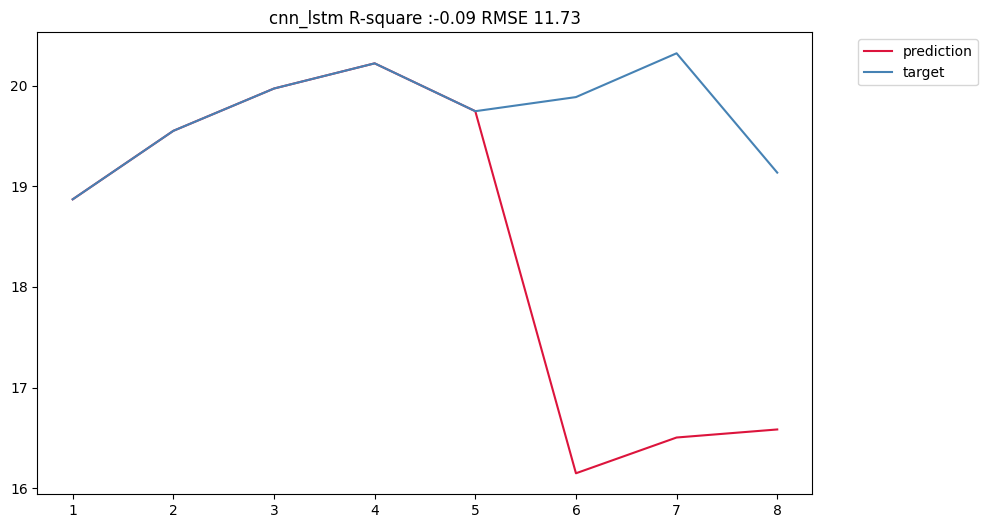 cnn_lstm R-square :-0.09 RMSE 11.73
prediction
target
20
19
18
17
16
1 2 3 4 5 6 7 8